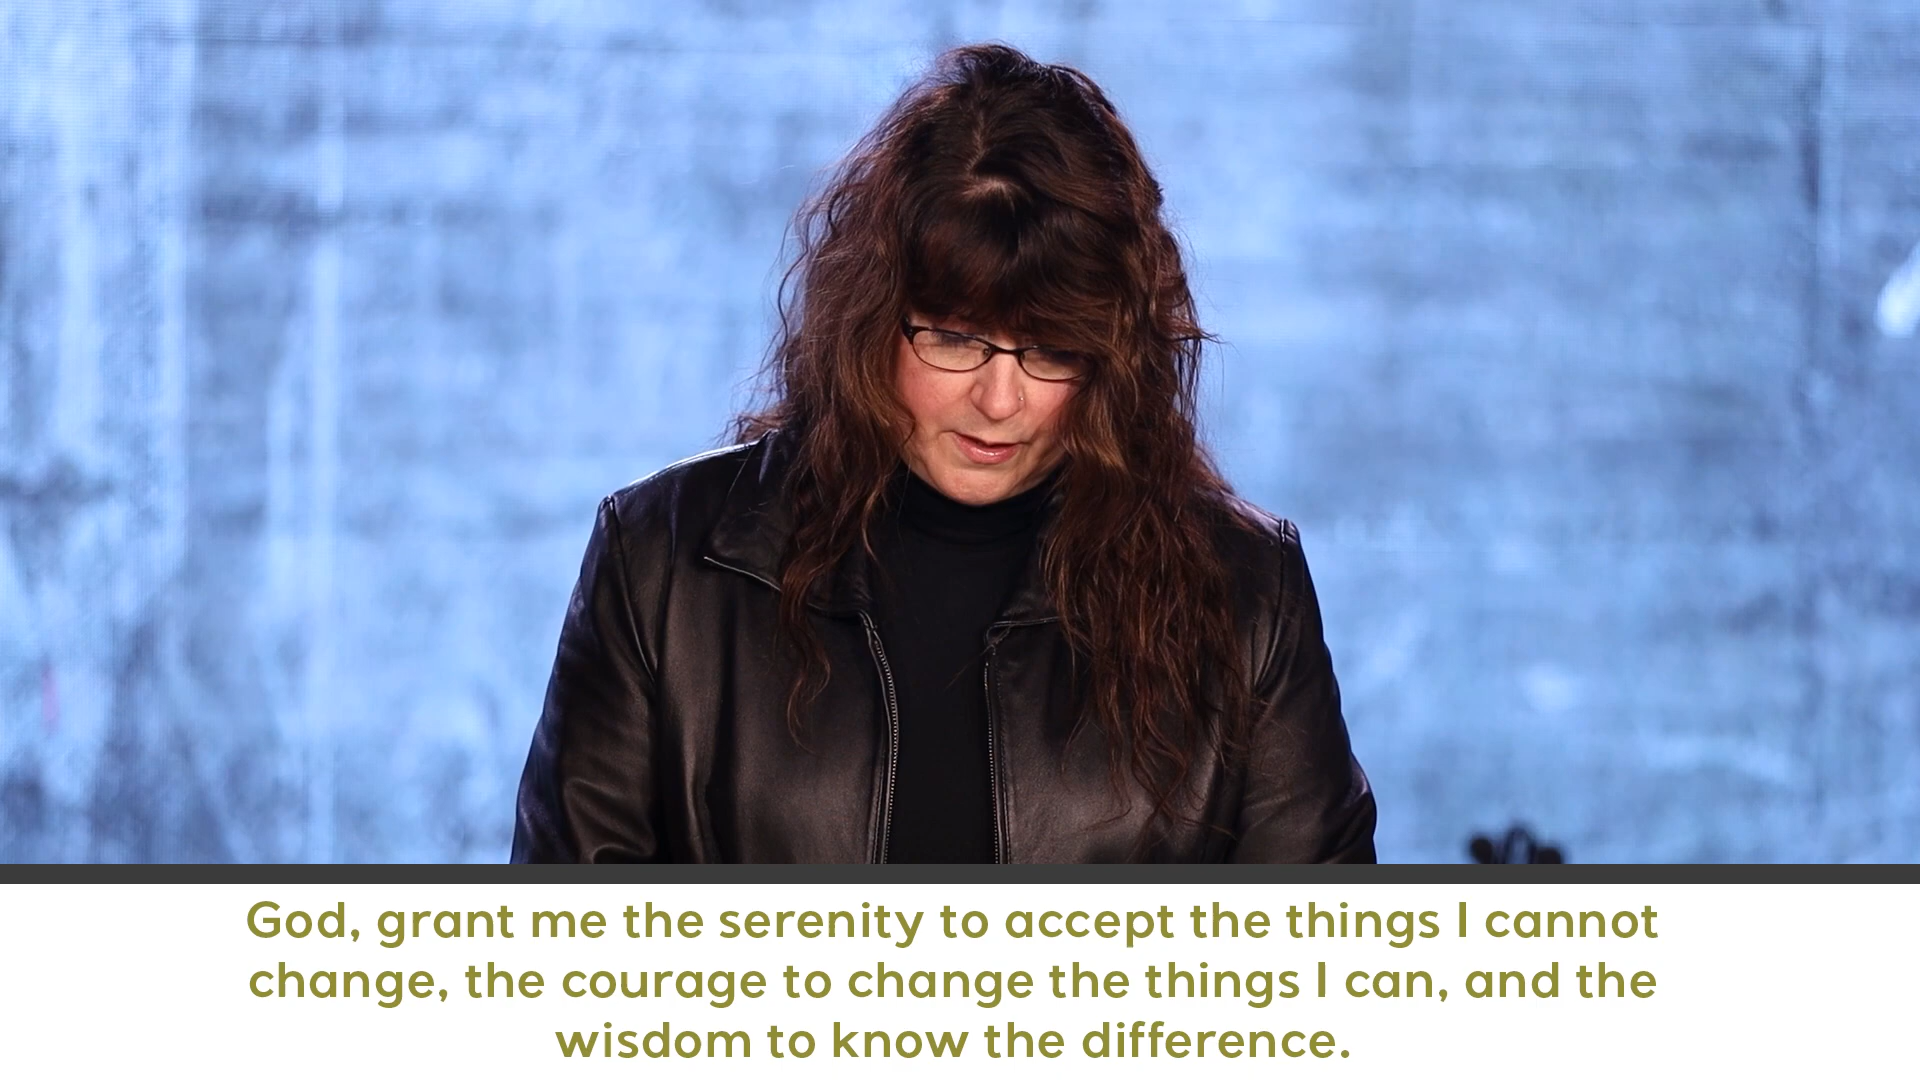 God, grant me the serenity to accept the things I cannot
change, the courage to change the things I can, and the
wisdom to know the difference.